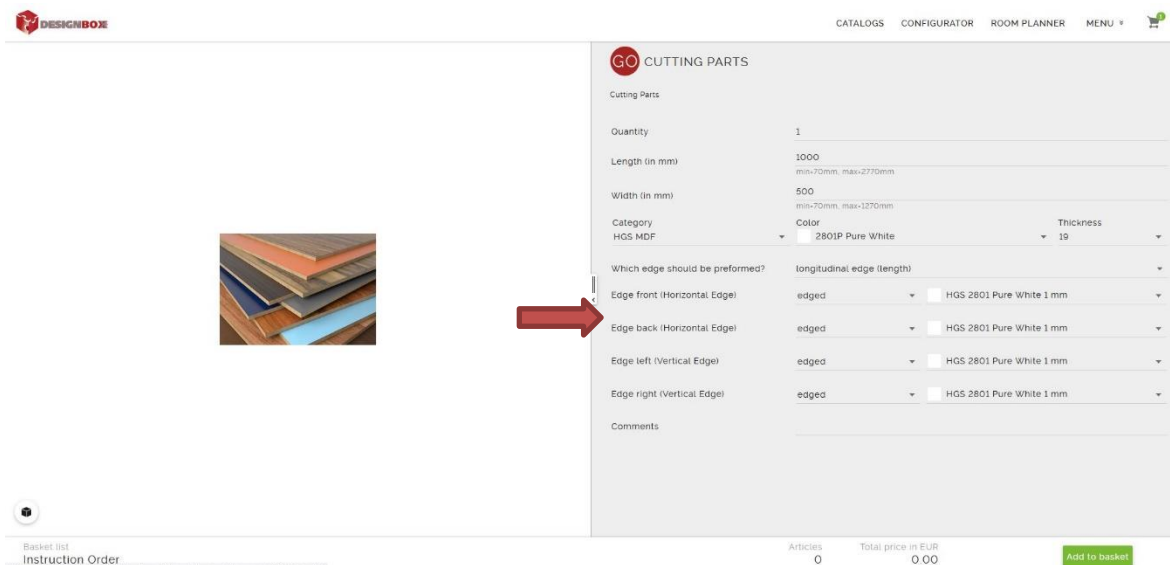 DESIGNBOX
CATALOGS CONFIGURATOR ROOM PLANNER MENU
1
GO CUTTING PARTS
Cutting Parts
Quantity 1
Length (in mm) 1000
min=70mm, max=2770mm
Width (in mm) 500
min=70mm, max=1270mm
Category Color Thickness
HGS MDF 2801P Pure White 19
Which edge should be preformed? longitudinal edge (length)
Edge front (Horizontal Edge) edged HGS 2801 Pure White 1 mm
Edge back (Horizontal Edge) edged HGS 2801 Pure White 1 mm
Edge left (Vertical Edge) edged HGS 2801 Pure White 1 mm
Edge right (Vertical Edge) edged HGS 2801 Pure White 1 mm
Comments
Basket list Articles Total price in EUR
Instruction Order 0 0.00 Add to basket